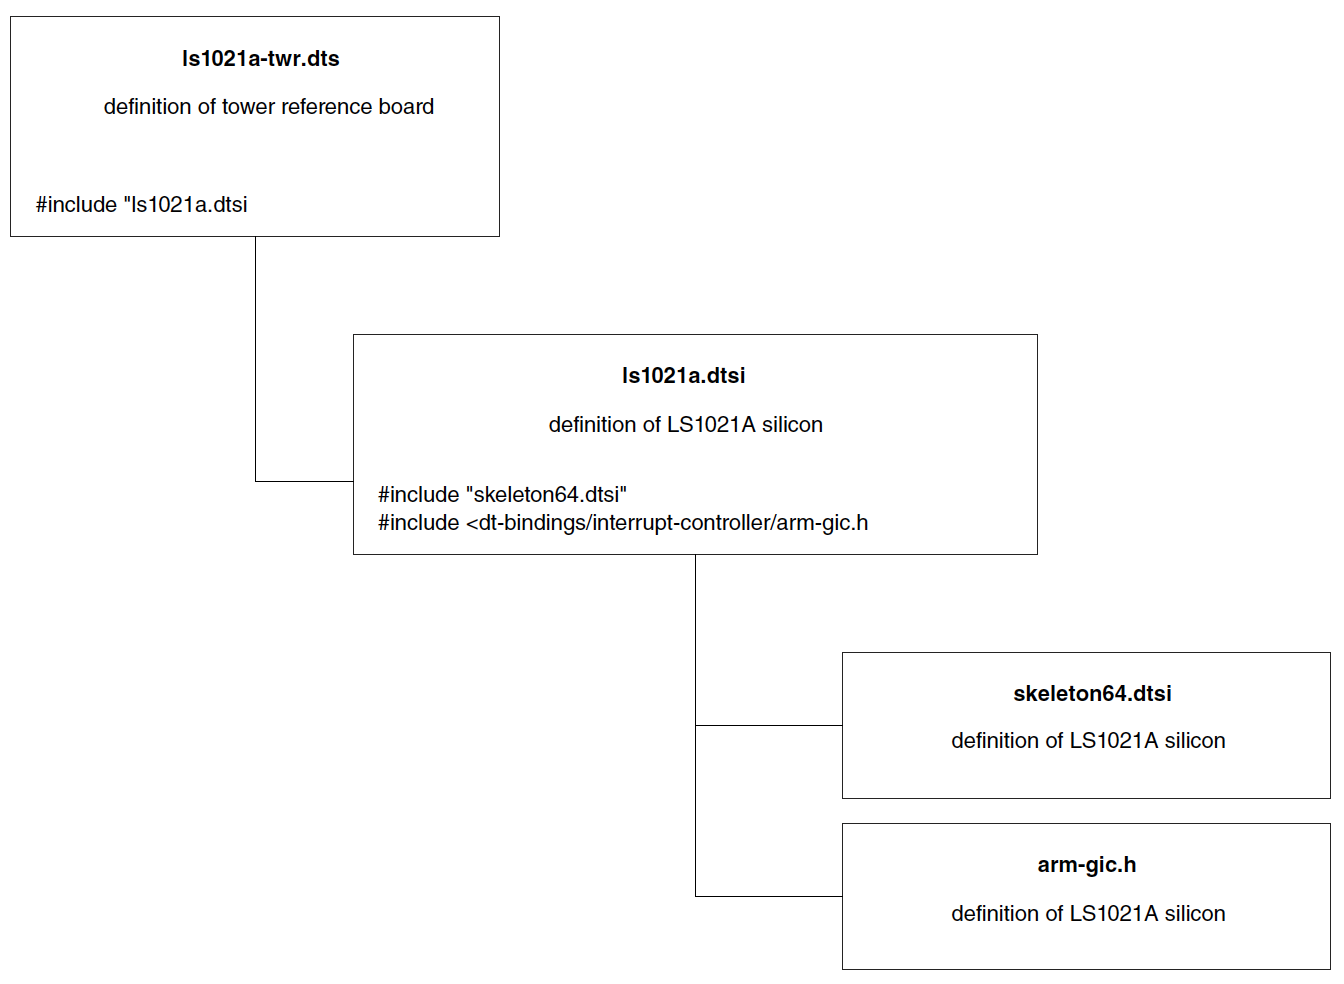 ls1021a-twr.dts
definition of tower reference board
#include "ls1021a.dtsi
ls1021a.dtsi
definition of LS1021A silicon
#include "skeleton64.dtsi"
#include <dt-bindings/interrupt-controller/arm-gic.h
skeleton64.dtsi
definition of LS1021A silicon
arm-gic.h
definition of LS1021A silicon